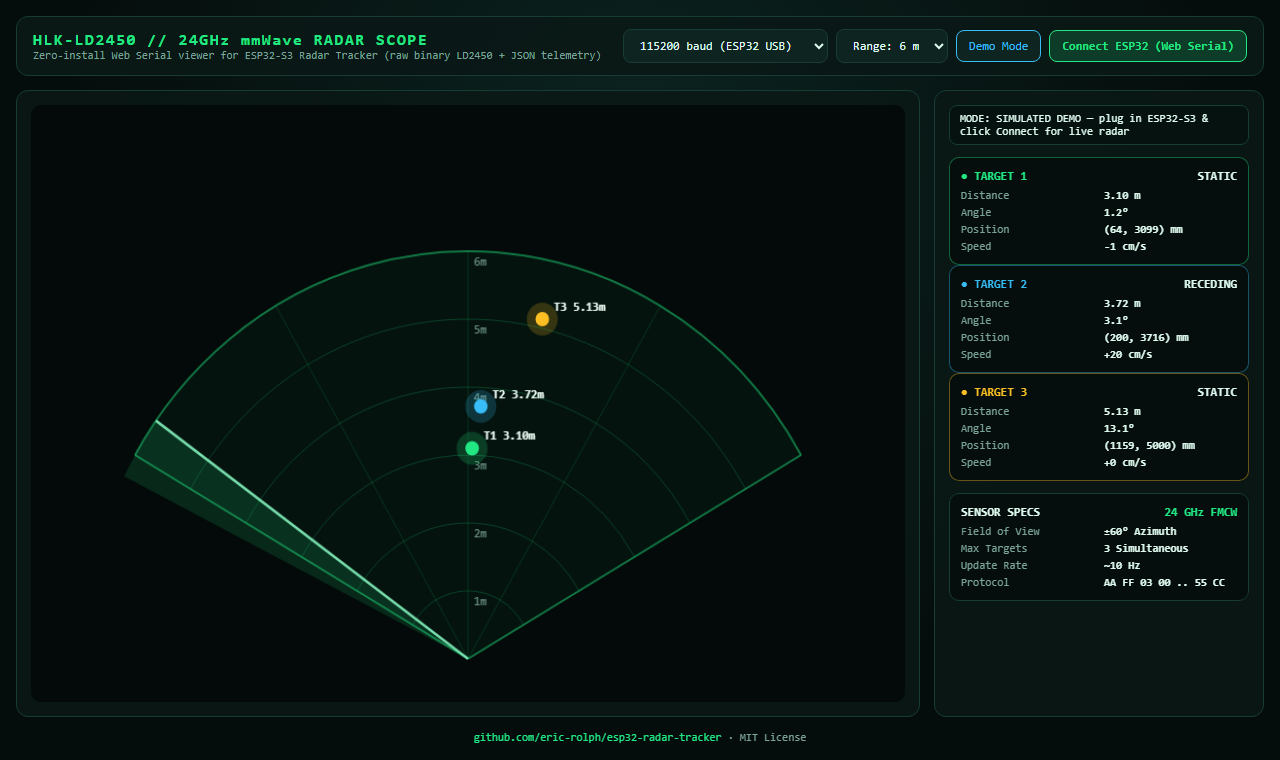 HLK-LD2450 // 24GHz mmWave RADAR SCOPE
Zero-install Web Serial viewer for ESP32-S3 Radar Tracker (raw binary LD2450 + JSON telemetry)
115200 baud (ESP32 USB)
Range: 6 m
Demo Mode
Connect ESP32 (Web Serial)
6m
T3 5.13m
5m
4m
T2 3.72m
T1 3.10m
3m
2m
1m
MODE: SIMULATED DEMO — plug in ESP32-S3 &
click Connect for live radar
● TARGET 1 STATIC
Distance 3.10 m
Angle 1.2°
Position (64, 3099) mm
Speed -1 cm/s
● TARGET 2 RECEDING
Distance 3.72 m
Angle 3.1°
Position (200, 3716) mm
Speed +20 cm/s
● TARGET 3 STATIC
Distance 5.13 m
Angle 13.1°
Position (1159, 5000) mm
Speed +0 cm/s
SENSOR SPECS 24 GHz FMCW
Field of View ±60° Azimuth
Max Targets 3 Simultaneous
Update Rate ~10 Hz
Protocol AA FF 03 00 .. 55 CC
github.com/eric-rolph/esp32-radar-tracker · MIT License